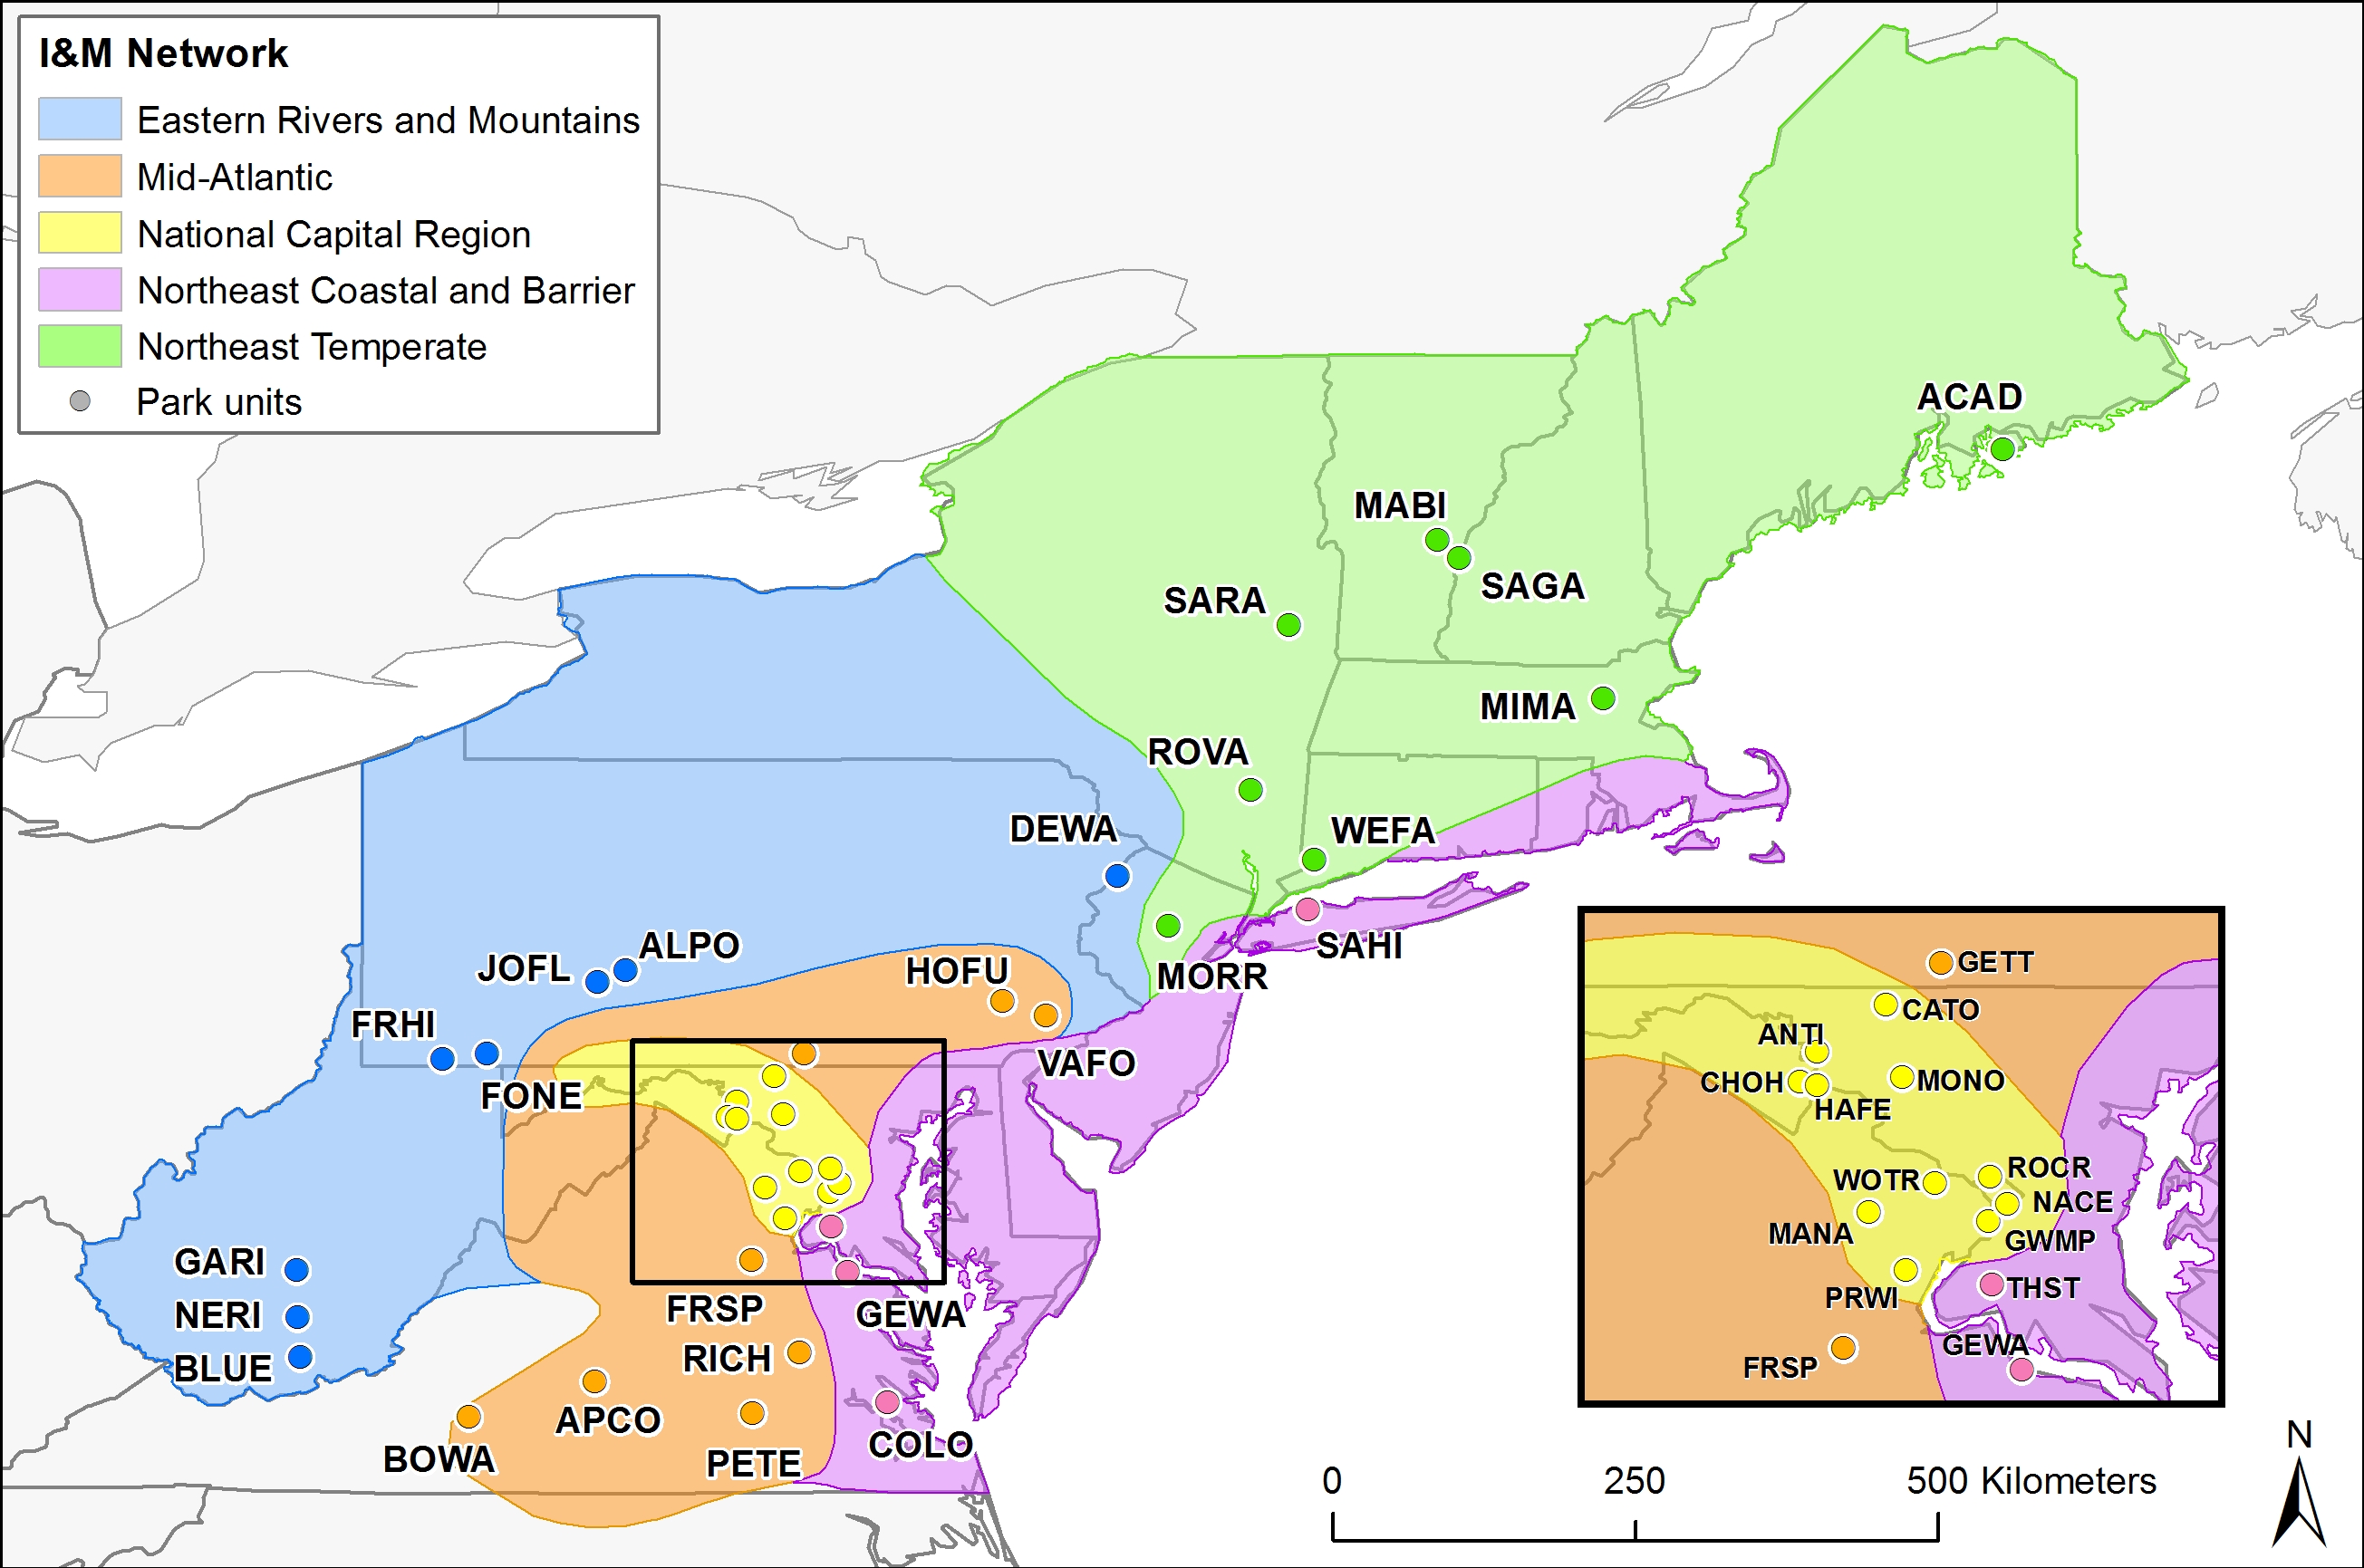 I&M Network
Eastern Rivers and Mountains
Mid-Atlantic
National Capital Region
Northeast Coastal and Barrier
Northeast Temperate
Park units
ACAD
MABI
SAGA
SARA
MIMA
ROVA
WEFA
DEWA
SAHI
MORR
ALPO
JOFL
HOFU
FRHI
VAFO
FONE
GARI
NERI
BLUE
FRSP
GEWA
RICH
APCO
COLO
BOWA
PETE
GETT
CATO
ANTI
CHOH
MONO
HAFE
ROCR
WOTR
NACE
MANA
GWMP
THST
PRWI
GEWA
FRSP
N
0 250 500 Kilometers